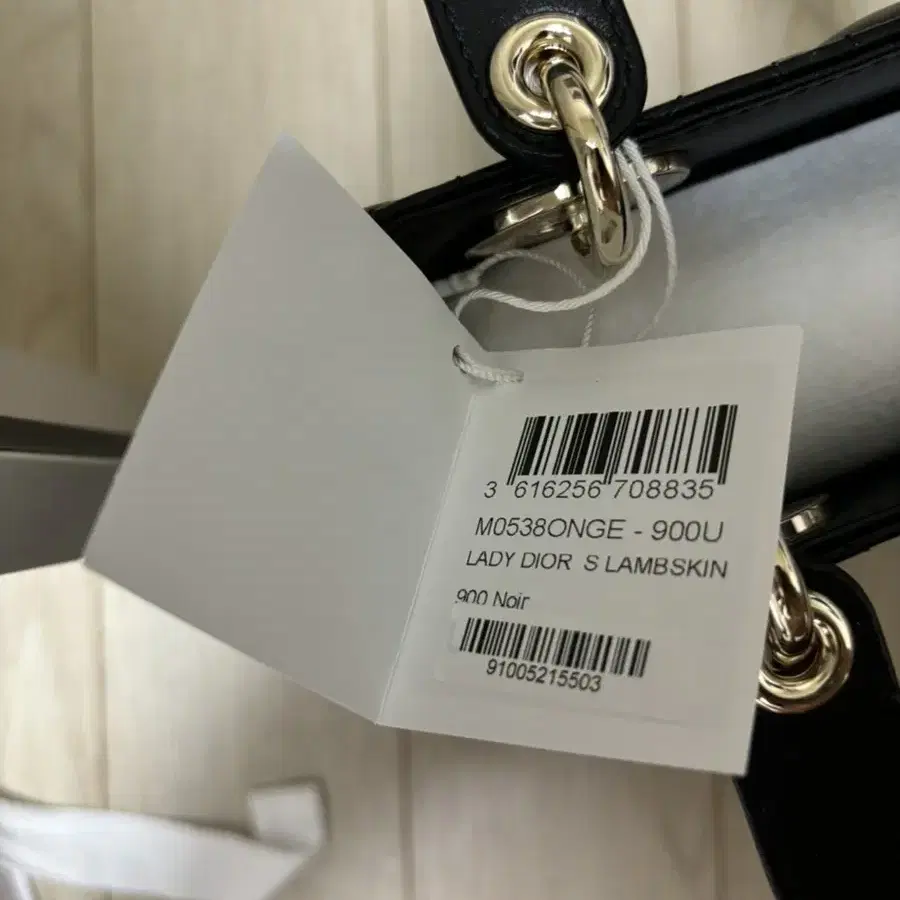 3 616256 708835
M0538ONGE - 900U
LADY DIOR S LAMBSKIN
900 Noir
91005215503